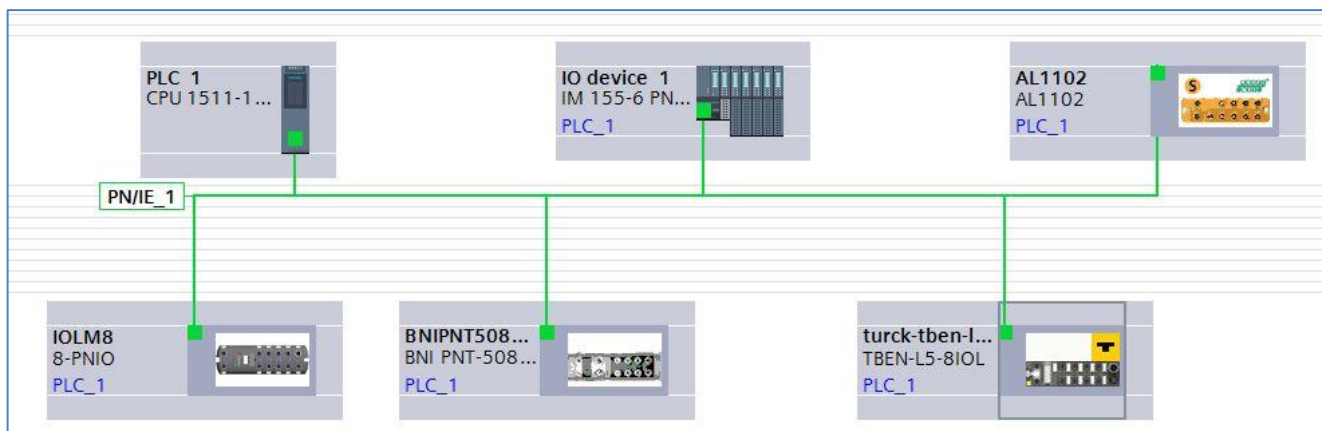 PLC_1
CPU 1511-1...
IO device_1
IM 155-6 PN...
PLC_1
AL1102
AL1102
PLC_1
S
PN/IE_1
IOLM8
8-PNIO
PLC_1
BNIPNT508...
BNI PNT-508...
PLC_1
turck-tben-l...
TBEN-L5-8IOL
PLC_1